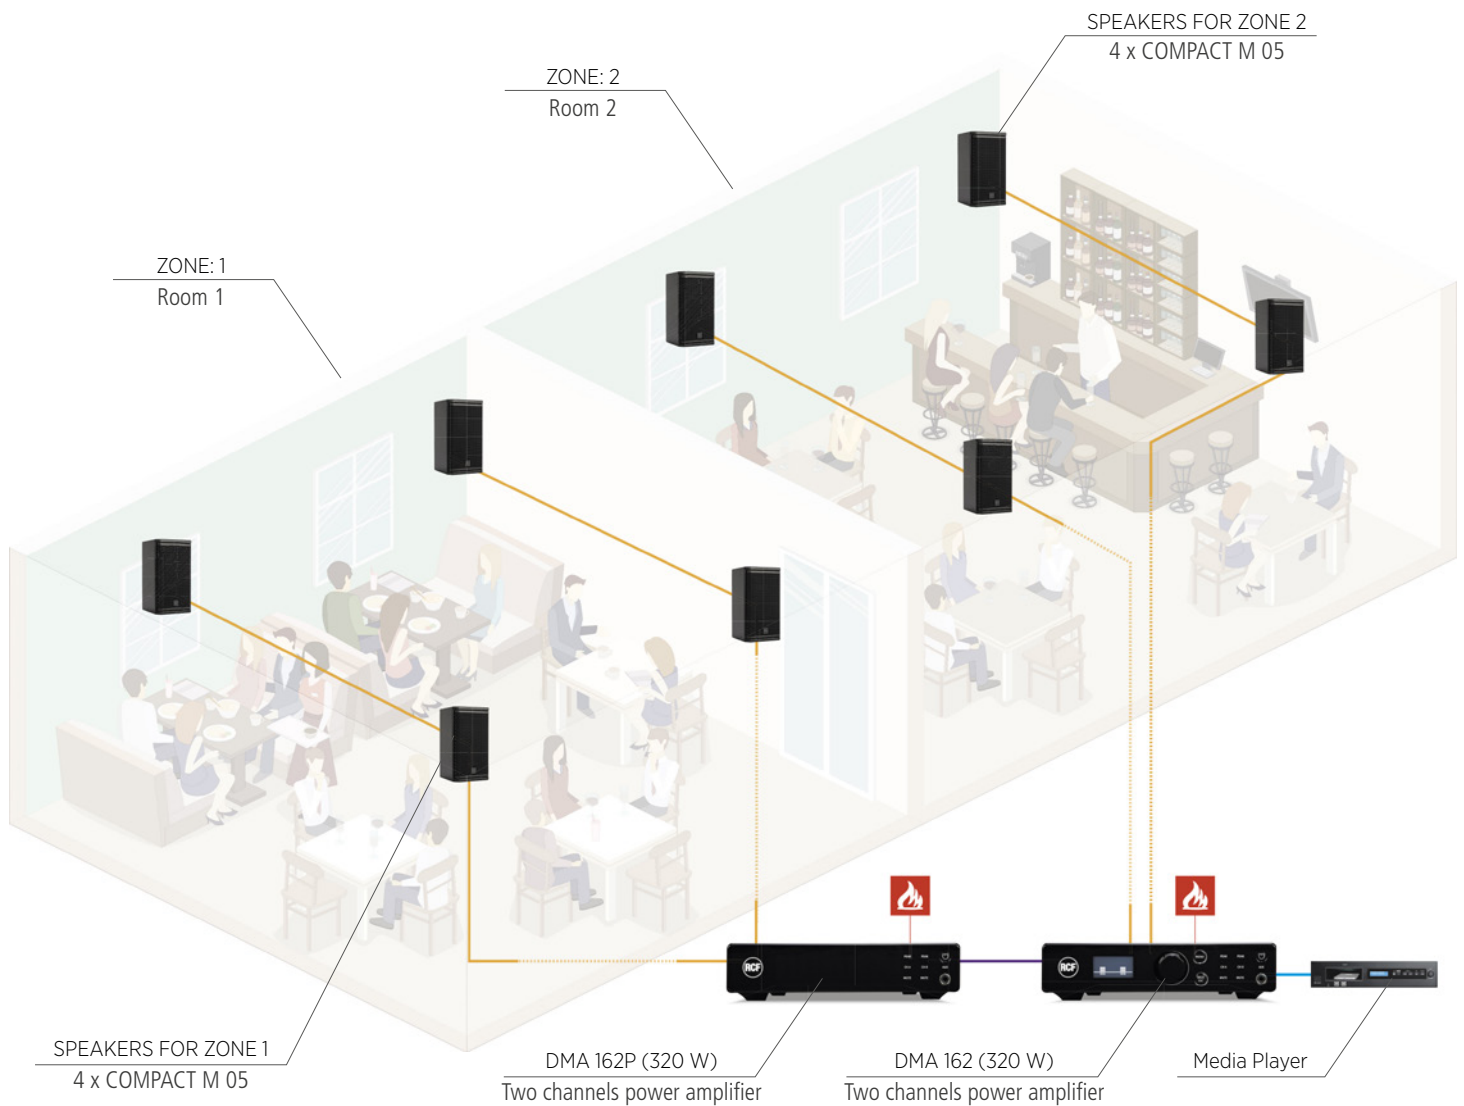 SPEAKERS FOR ZONE 2
4 x COMPACT M 05
ZONE: 2
Room 2
ZONE: 1
Room 1
RCF
RCF
SPEAKERS FOR ZONE 1
4 x COMPACT M 05
DMA 162P (320 W)
Two channels power amplifier
DMA 162 (320 W)
Two channels power amplifier
Media Player